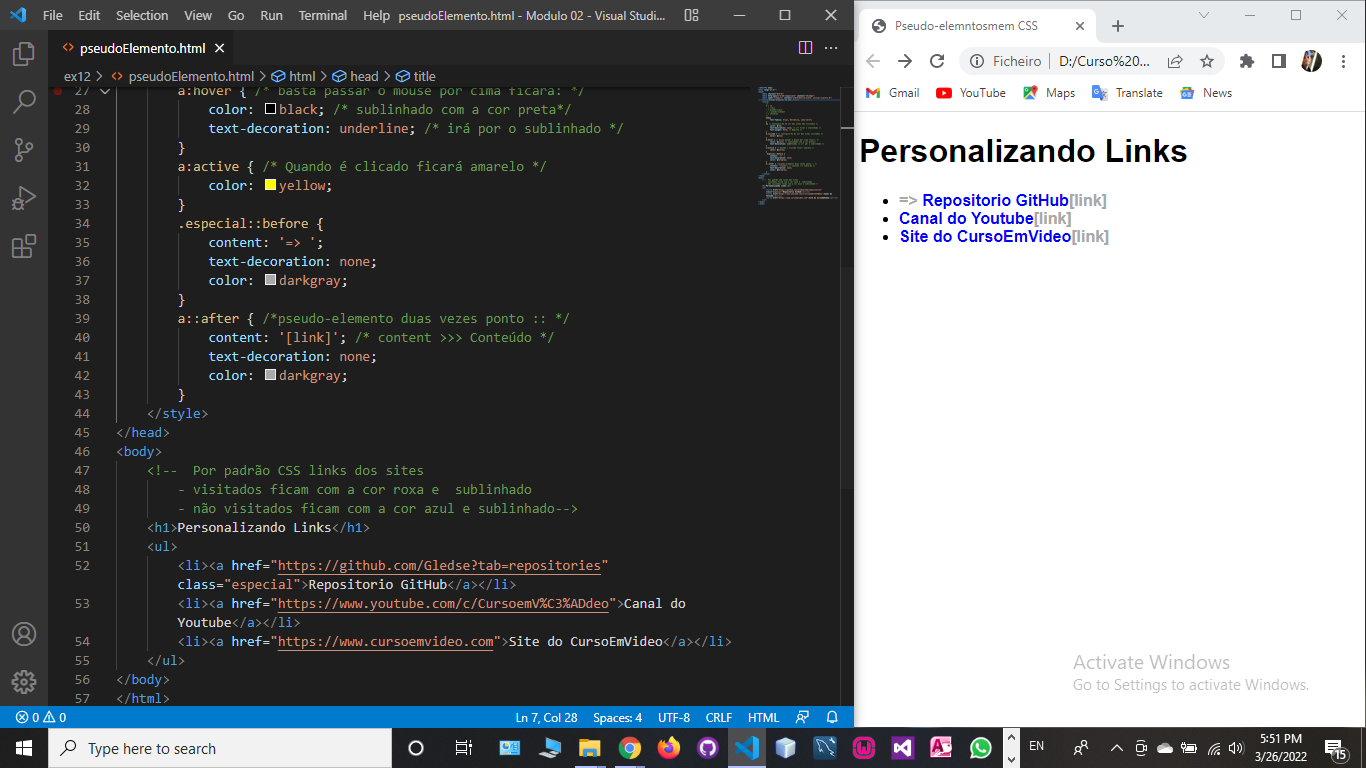 File Edit Selection View Go Run Terminal Help pseudoElemento.html - Modulo 02 - Visual Studi...
pseudoElemento.html
ex12 > pseudoElemento.html > html > head > title
27 a:hover { /* basta passar o mouse por cima ficará: */
28 color: black; /* sublinhado com a cor preta*/
29 text-decoration: underline; /* irá por o sublinhado */
30 }
31 a:active { /* Quando é clicado ficará amarelo */
32 color: yellow;
33 }
34 .especial::before {
35 content: '=> ';
36 text-decoration: none;
37 color: darkgray;
38 }
39 a::after { /*pseudo-elemento duas vezes ponto :: */
40 content: '[link]'; /* content >>> Conteúdo */
41 text-decoration: none;
42 color: darkgray;
43 }
44 </style>
45 </head>
46 <body>
47 <!--  Por padrão CSS links dos sites
48 - visitados ficam com a cor roxa e  sublinhado
49 - não visitados ficam com a cor azul e sublinhado-->
50 <h1>Personalizando Links</h1>
51 <ul>
52 <li><a href="https://github.com/Gledse?tab=repositories"
class="especial">Repositorio GitHub</a></li>
53 <li><a href="https://www.youtube.com/c/CursoemV%C3%ADdeo">Canal do
Youtube</a></li>
54 <li><a href="https://www.cursoemvideo.com">Site do CursoEmVideo</a></li>
55 </ul>
56 </body>
57 </html>
0 0 Ln 7, Col 28 Spaces: 4 UTF-8 CRLF HTML
Pseudo-elemntosmem CSS
Ficheiro D:/Curso%20...
Gmail YouTube Maps Translate News
Personalizando Links
=> Repositorio GitHub[link]
Canal do Youtube[link]
Site do CursoEmVideo[link]
Activate Windows
Go to Settings to activate Windows.
Type here to search
EN
5:51 PM
3/26/2022
15